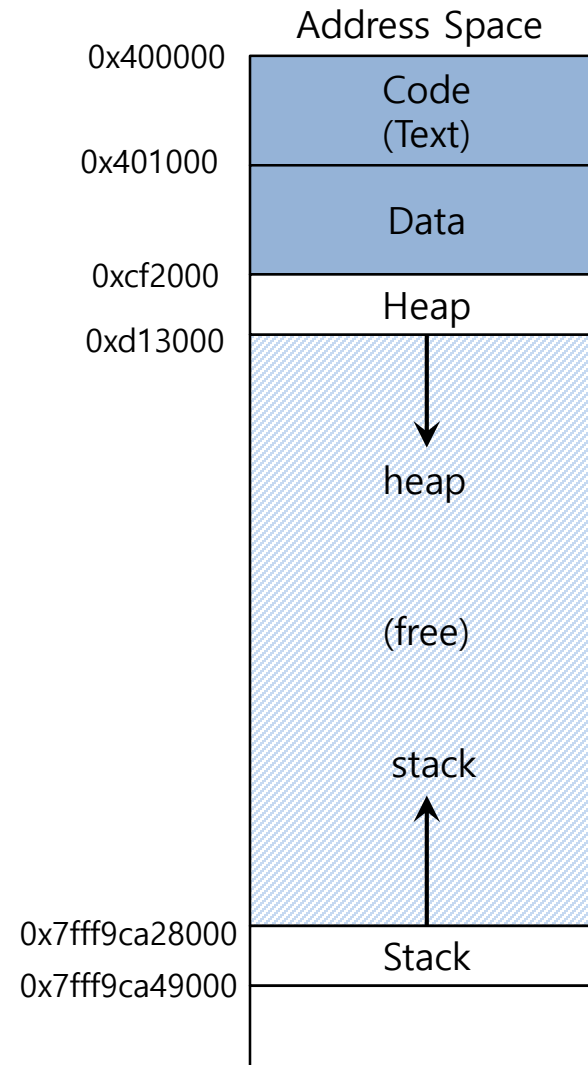 Address Space
0x400000
Code
(Text)
0x401000
Data
0xcf2000
Heap
0xd13000
heap
(free)
stack
0x7fff9ca28000
Stack
0x7fff9ca49000